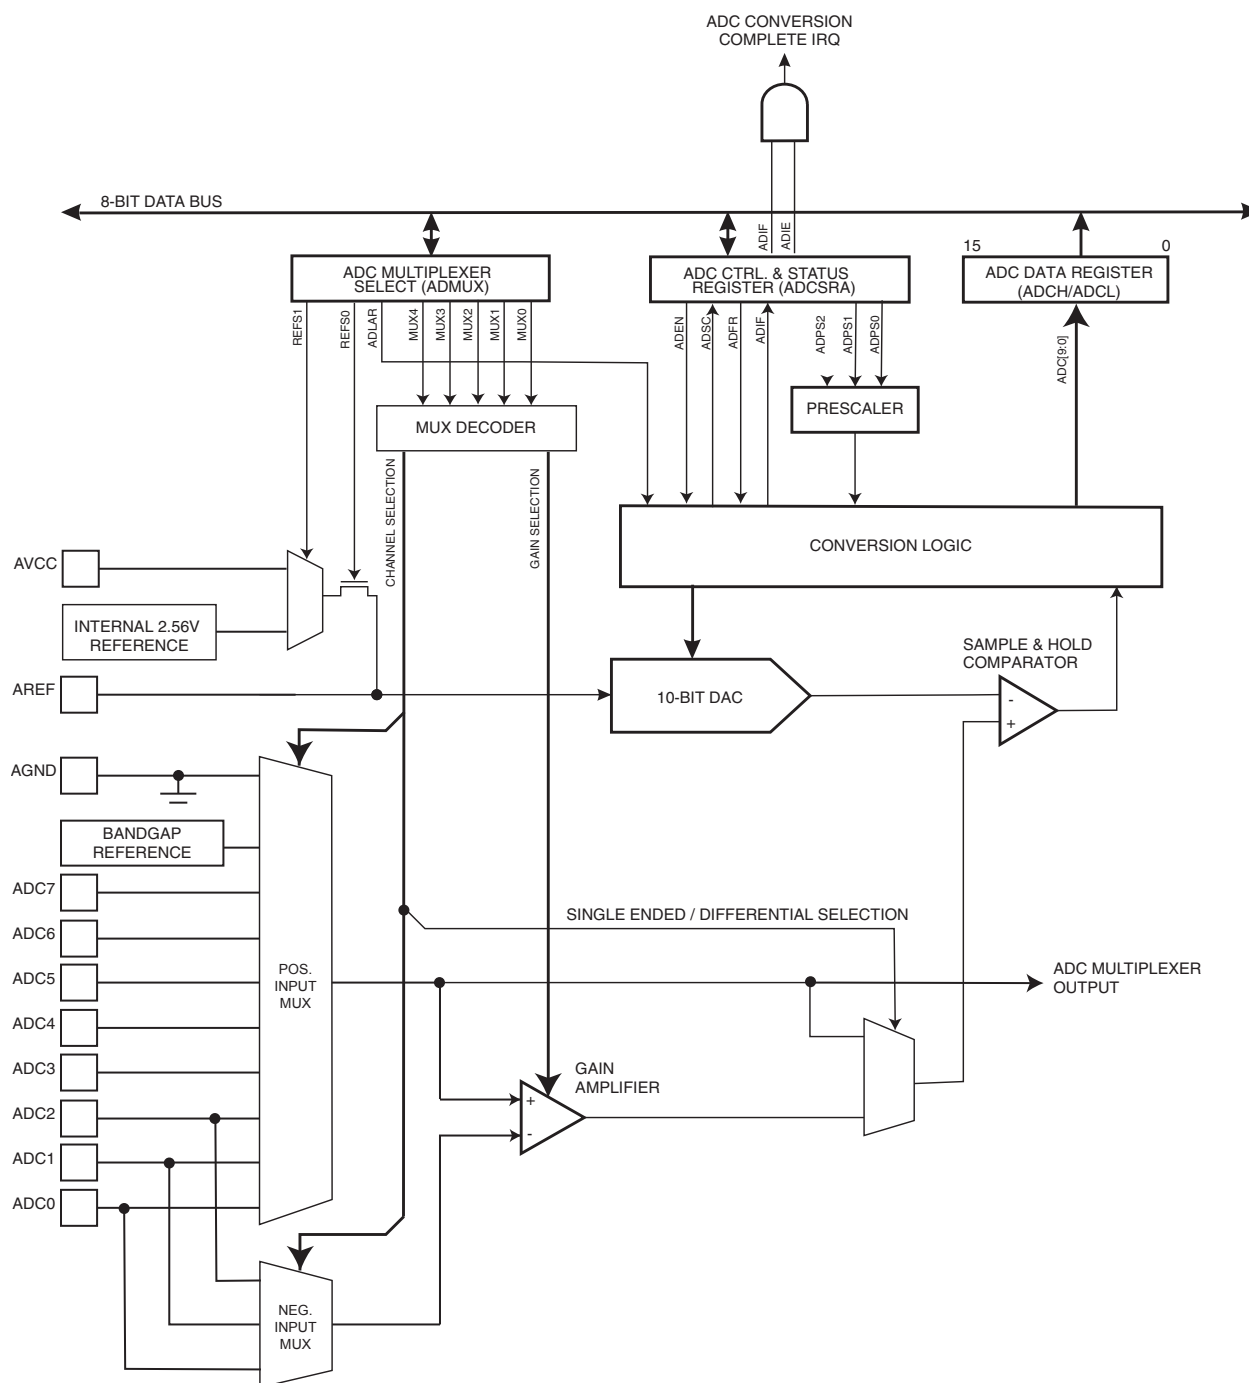 ADC CONVERSION
COMPLETE IRQ
8-BIT DATA BUS
ADIF
ADIE
15
0
ADC MULTIPLEXER
SELECT (ADMUX)
ADC CTRL. & STATUS
REGISTER (ADCSRA)
ADC DATA REGISTER
(ADCH/ADCL)
REFS1
REFS0
ADLAR
MUX4
MUX3
MUX2
MUX1
MUX0
ADEN
ADSC
ADFR
ADIF
ADPS2
ADPS1
ADPS0
ADC[9:0]
PRESCALER
MUX DECODER
CHANNEL SELECTION
GAIN SELECTION
CONVERSION LOGIC
AVCC
INTERNAL 2.56V
REFERENCE
SAMPLE & HOLD
COMPARATOR
AREF
10-BIT DAC
-
+
AGND
BANDGAP
REFERENCE
ADC7
SINGLE ENDED / DIFFERENTIAL SELECTION
ADC6
ADC5
POS.
INPUT
MUX
ADC MULTIPLEXER
OUTPUT
ADC4
ADC3
GAIN
AMPLIFIER
+
-
ADC2
ADC1
ADC0
NEG.
INPUT
MUX